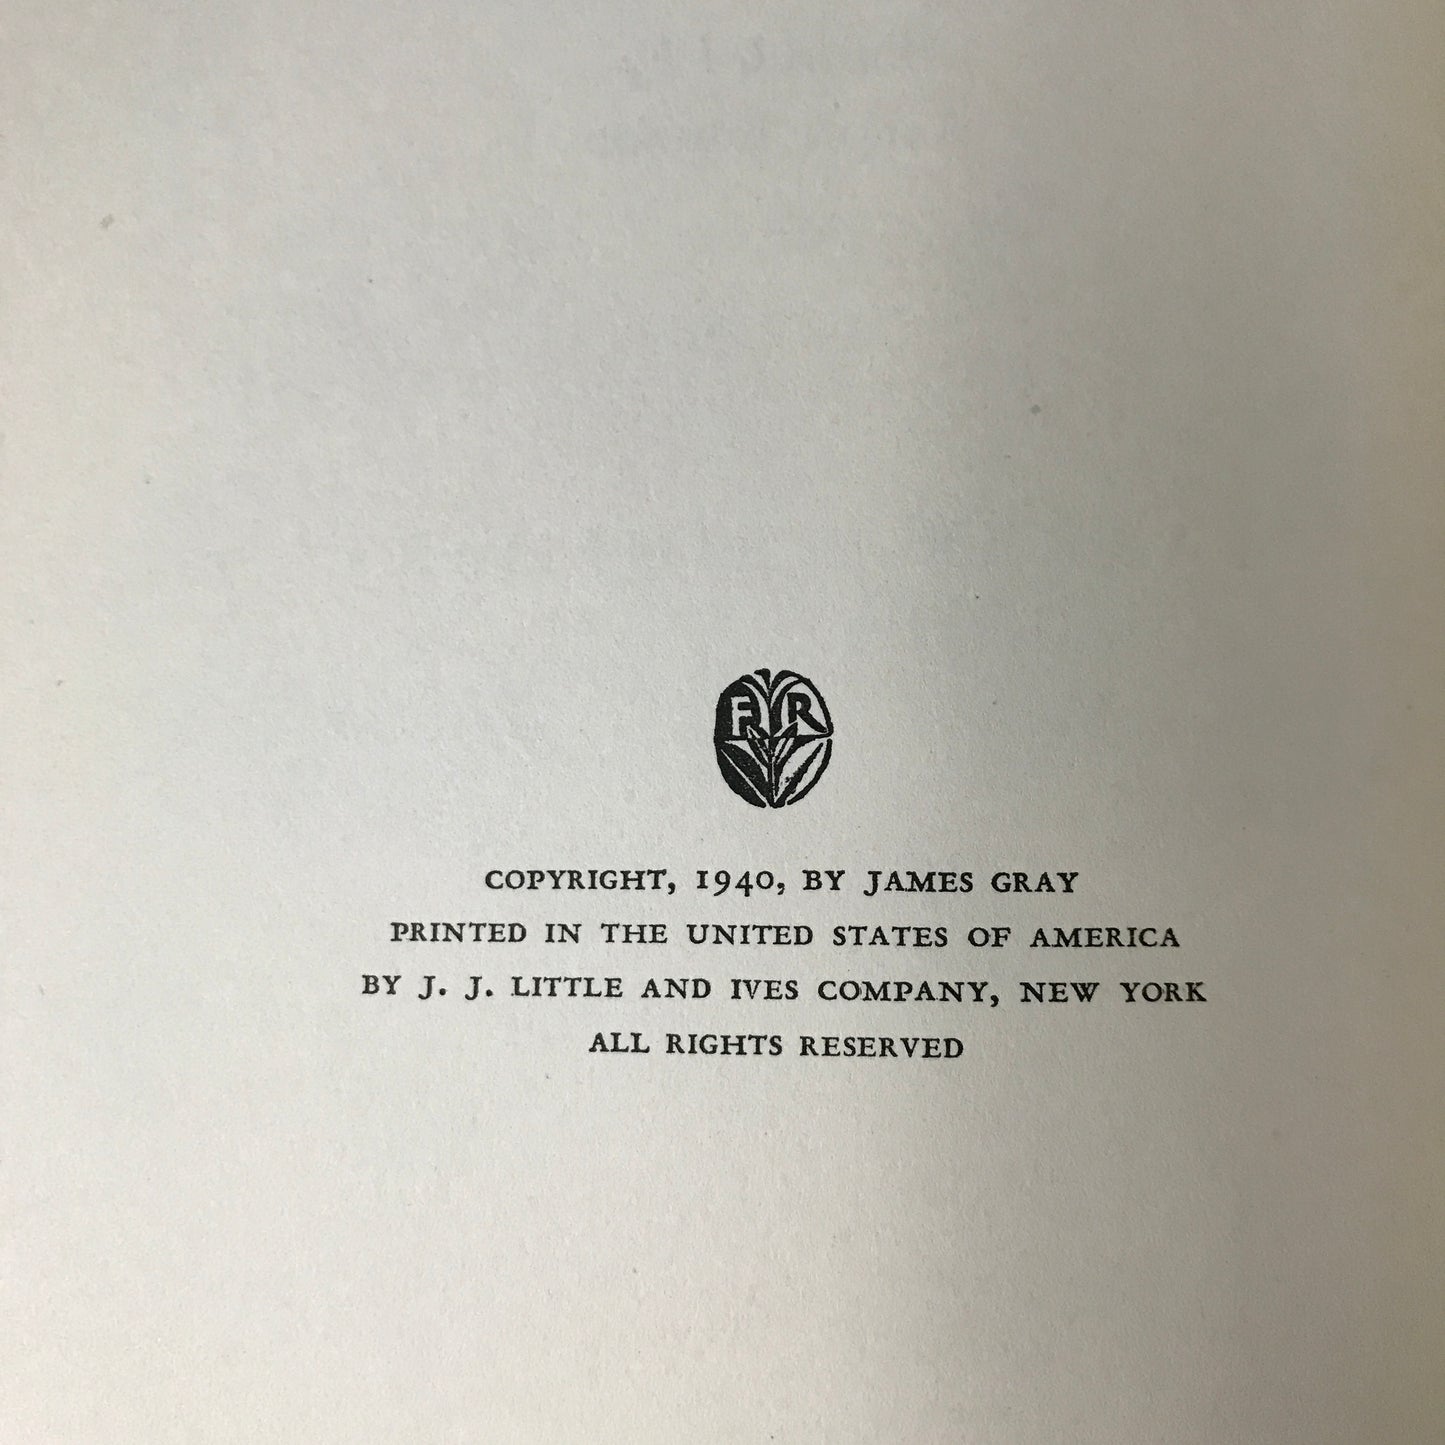 FR
COPYRIGHT, 1940, BY JAMES GRAY
PRINTED IN THE UNITED STATES OF AMERICA
BY J. J. LITTLE AND IVES COMPANY, NEW YORK
ALL RIGHTS RESERVED